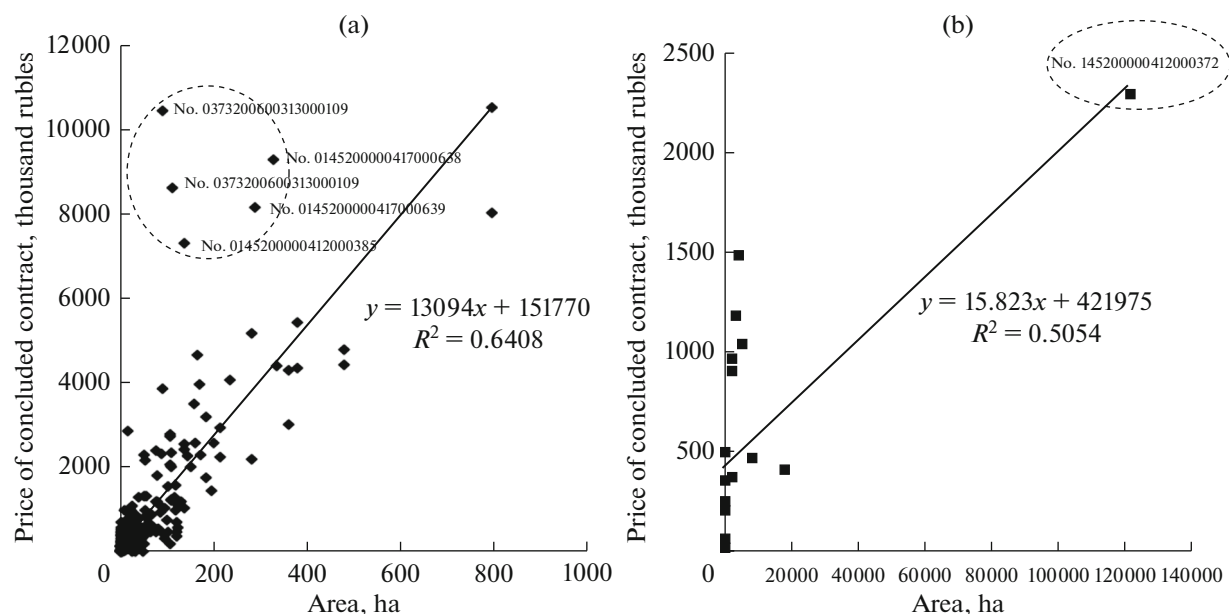 (a)
Price of concluded contract, thousand rubles
12000
10000
8000
6000
4000
2000
0
200
400
600
800
1000
Area, ha
No. 0373200600313000109
No. 0145200000417000638
No. 0373200600313000109
No. 0145200000417000639
No. 0145200000412000385
y = 13094x + 151770
R² = 0.6408
(b)
Price of concluded contract, thousand rubles
2500
2000
1500
1000
500
0
20000
40000
60000
80000
100000
120000
140000
Area, ha
No. 145200000412000372
y = 15.823x + 421975
R² = 0.5054